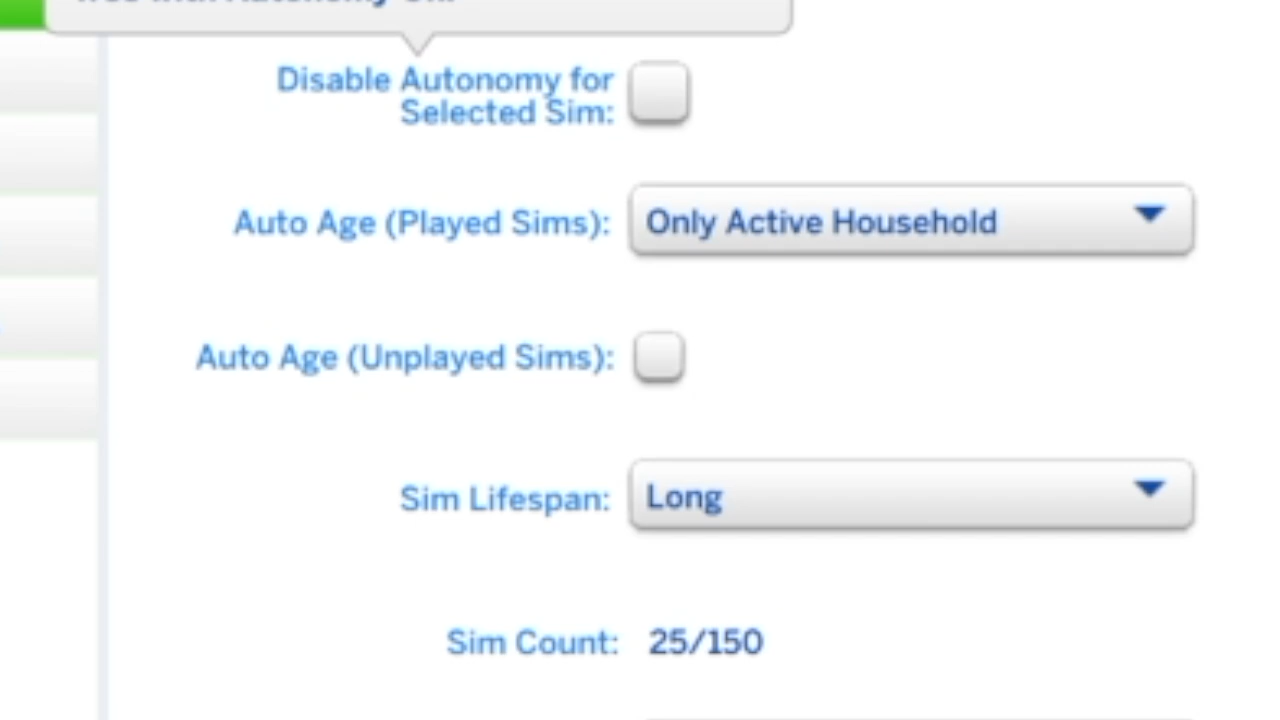 Disable Autonomy for
Selected Sim:
Auto Age (Played Sims): Only Active Household
Auto Age (Unplayed Sims):
Sim Lifespan: Long
Sim Count: 25/150